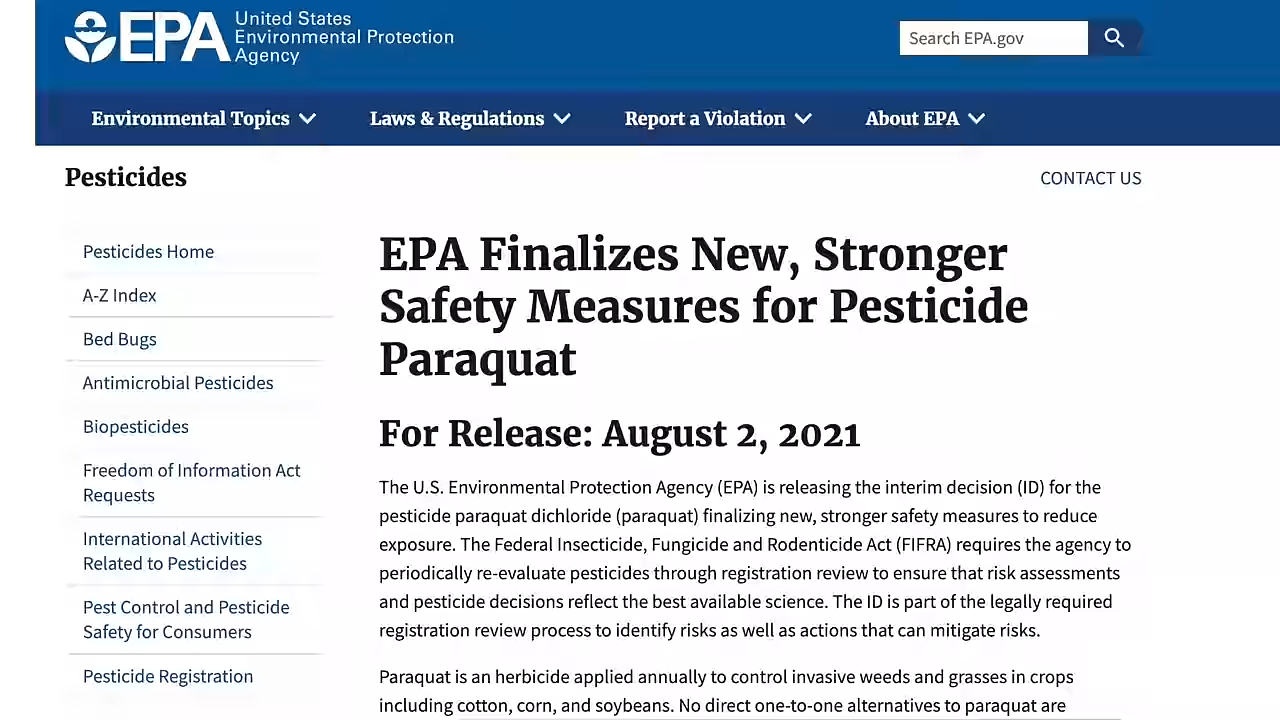 EPA
United States
Environmental Protection
Agency
Search EPA.gov
Environmental Topics
Laws & Regulations
Report a Violation
About EPA
Pesticides
CONTACT US
Pesticides Home
A-Z Index
Bed Bugs
Antimicrobial Pesticides
Biopesticides
Freedom of Information Act
Requests
International Activities
Related to Pesticides
Pest Control and Pesticide
Safety for Consumers
Pesticide Registration
EPA Finalizes New, Stronger
Safety Measures for Pesticide
Paraquat
For Release: August 2, 2021
The U.S. Environmental Protection Agency (EPA) is releasing the interim decision (ID) for the
pesticide paraquat dichloride (paraquat) finalizing new, stronger safety measures to reduce
exposure. The Federal Insecticide, Fungicide and Rodenticide Act (FIFRA) requires the agency to
periodically re-evaluate pesticides through registration review to ensure that risk assessments
and pesticide decisions reflect the best available science. The ID is part of the legally required
registration review process to identify risks as well as actions that can mitigate risks.
Paraquat is an herbicide applied annually to control invasive weeds and grasses in crops
including cotton, corn, and soybeans. No direct one-to-one alternatives to paraquat are